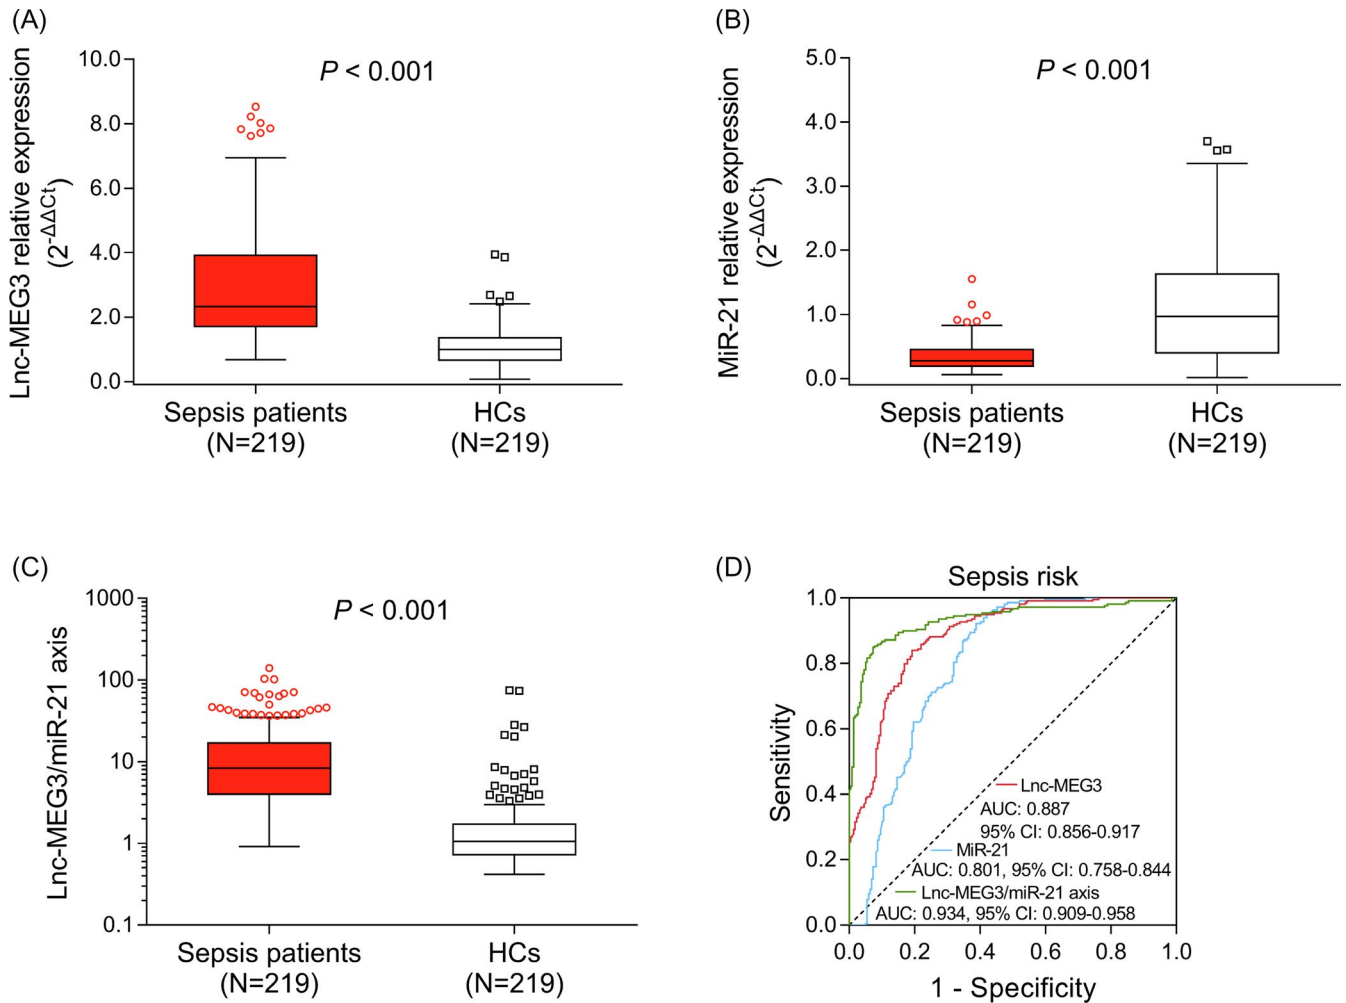 (A)
Lnc-MEG3 relative expression
(2-ΔΔCt)
10.0
8.0
6.0
4.0
2.0
0.0
P < 0.001
Sepsis patients
(N=219)
HCs
(N=219)
(B)
MiR-21 relative expression
(2-ΔΔCt)
5.0
4.0
3.0
2.0
1.0
0.0
P < 0.001
Sepsis patients
(N=219)
HCs
(N=219)
(C)
Lnc-MEG3/miR-21 axis
1000
100
10
1
0.1
P < 0.001
Sepsis patients
(N=219)
HCs
(N=219)
(D)
Sepsis risk
Sensitivity
1.0
0.8
0.6
0.4
0.2
0.0
Lnc-MEG3
AUC: 0.887
95% CI: 0.856-0.917
MiR-21
AUC: 0.801, 95% CI: 0.758-0.844
Lnc-MEG3/miR-21 axis
AUC: 0.934, 95% CI: 0.909-0.958
0.0 0.2 0.4 0.6 0.8 1.0
1 - Specificity